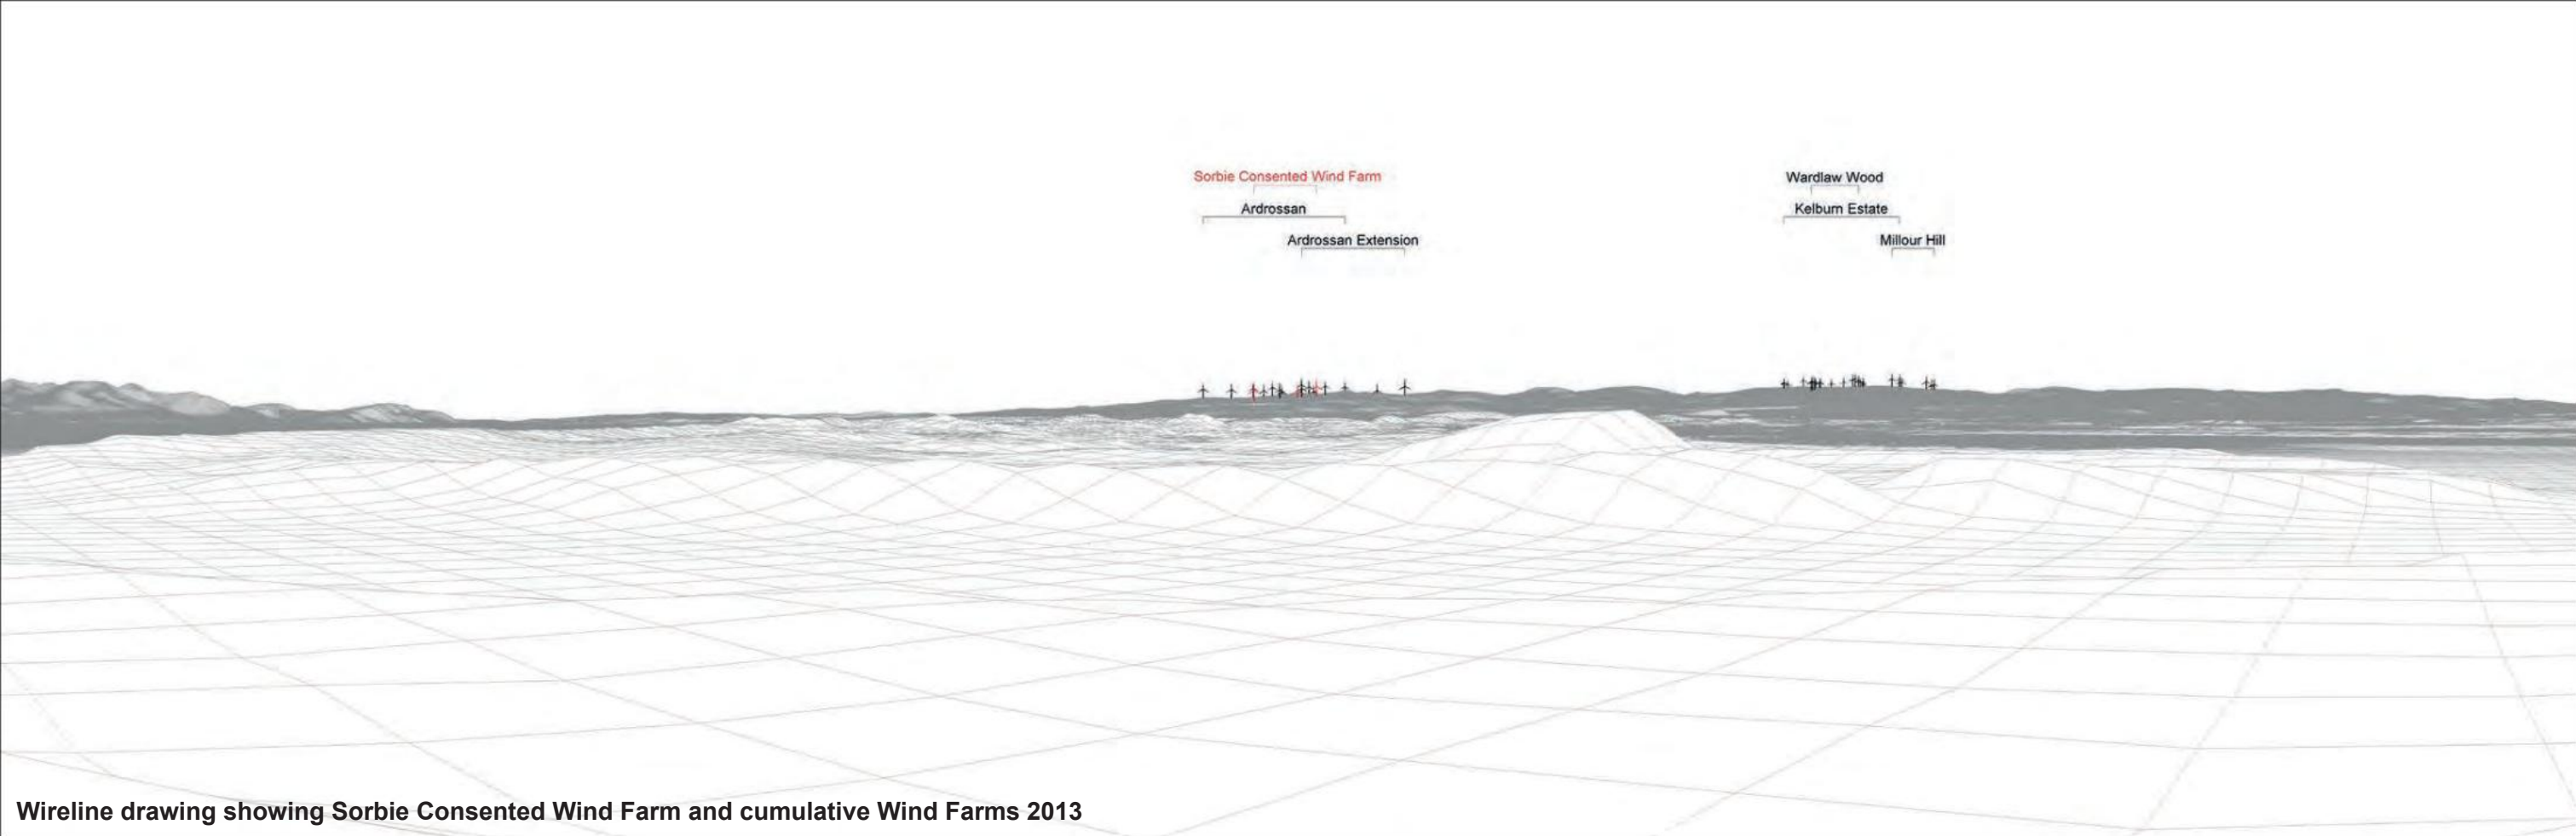 Sorbie Consented Wind Farm
Ardrossan
Ardrossan Extension
Wardlaw Wood
Kelburn Estate
Millour Hill
Wireline drawing showing Sorbie Consented Wind Farm and cumulative Wind Farms 2013